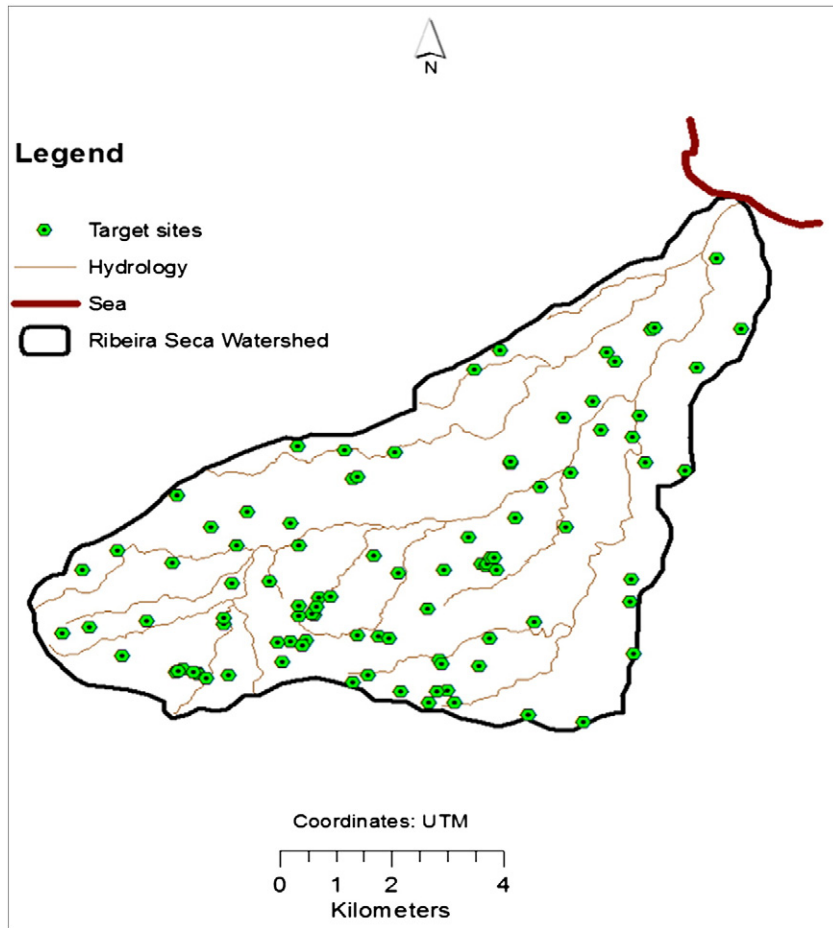 N
Legend
Target sites
Hydrology
Sea
Ribeira Seca Watershed
Coordinates: UTM
0 1 2 4
Kilometers